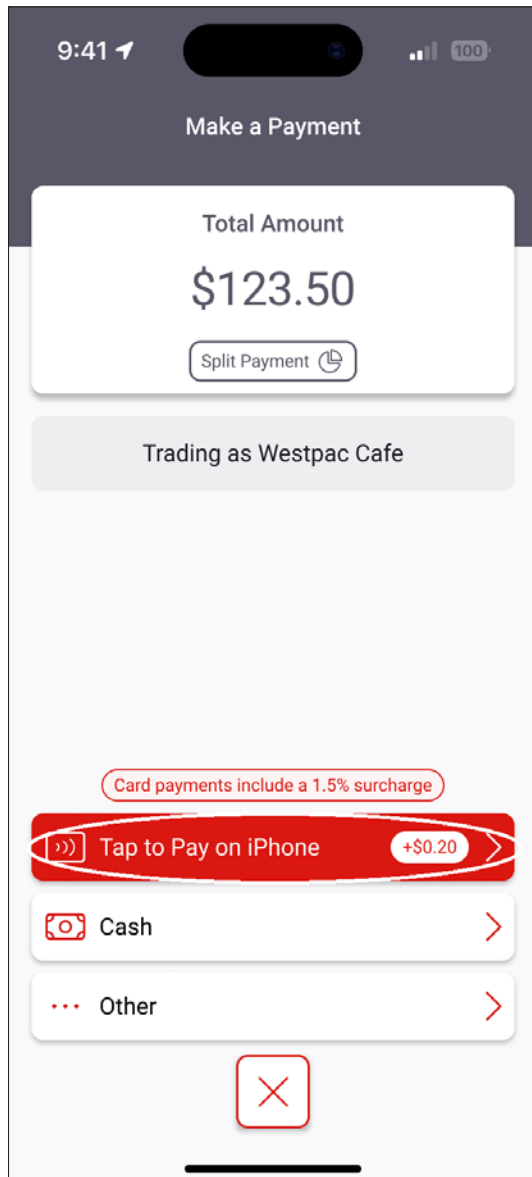 9:41
100
Make a Payment
Total Amount
$123.50
Split Payment
Trading as Westpac Cafe
Card payments include a 1.5% surcharge
Tap to Pay on iPhone +$0.20
Cash
Other